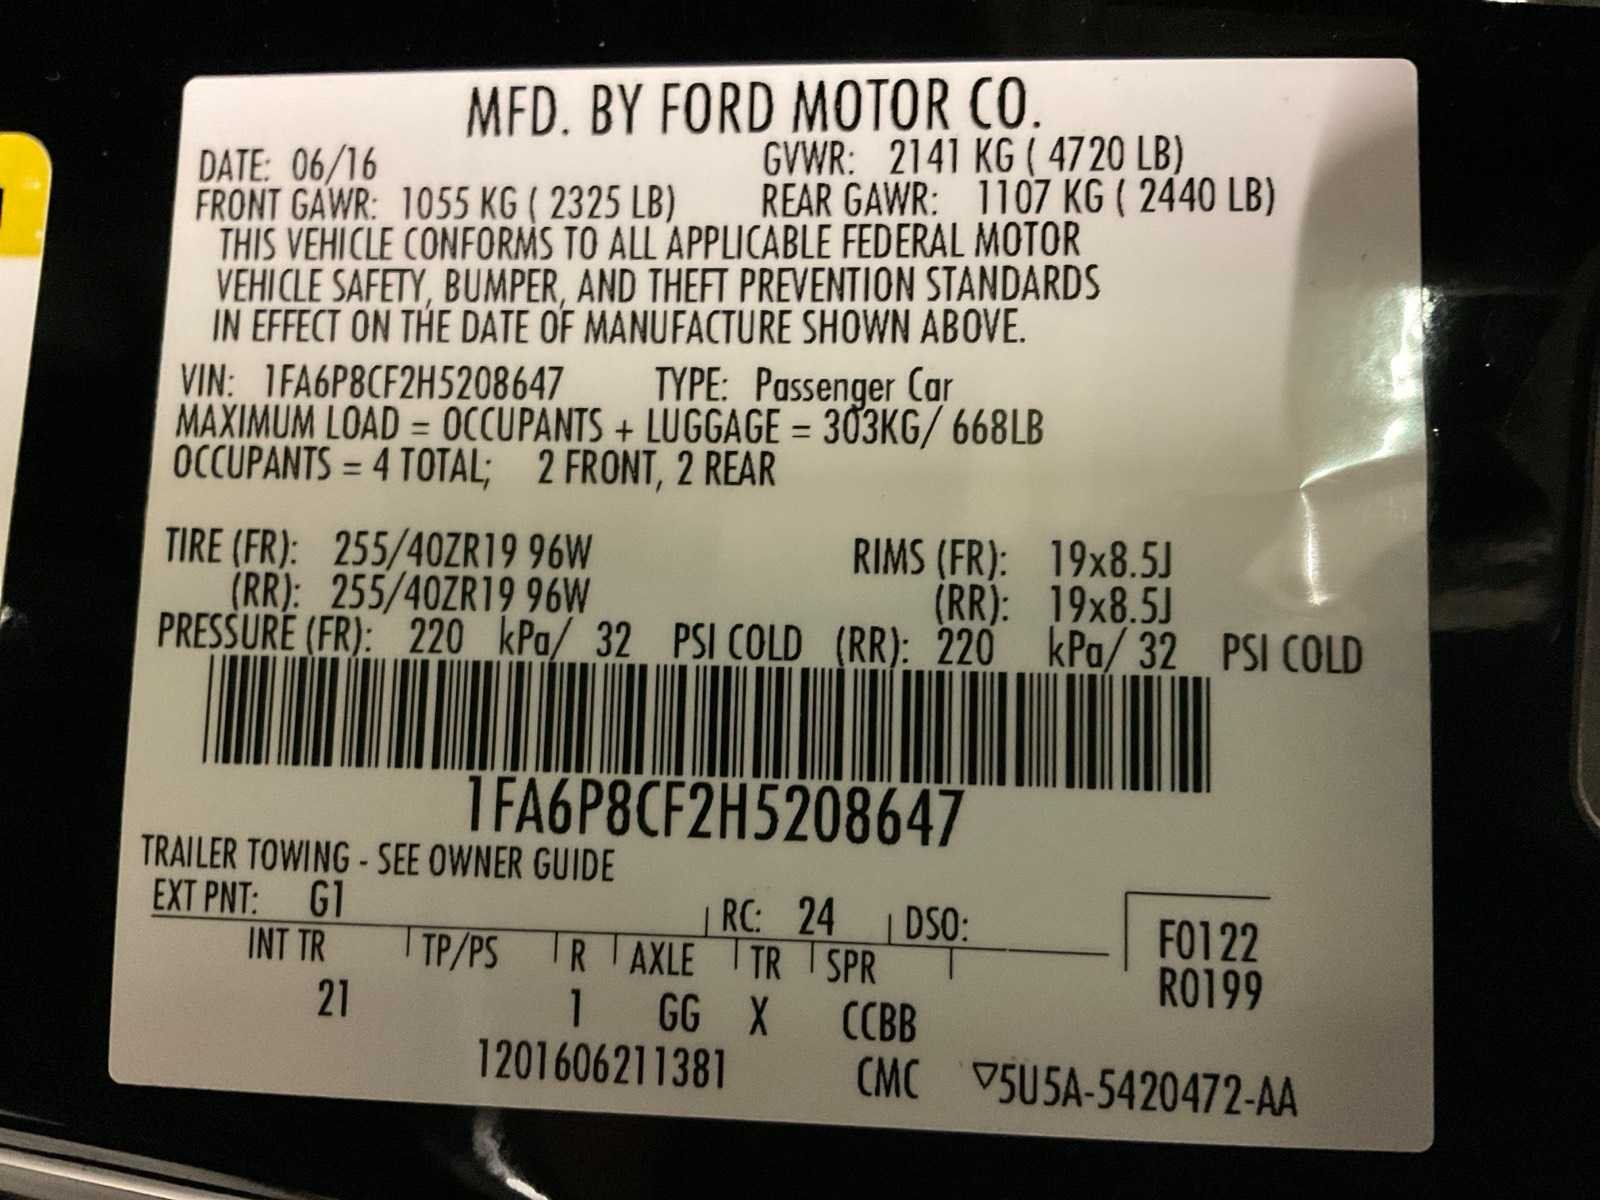 MFD. BY FORD MOTOR CO.
DATE: 06/16 GVWR: 2141 KG ( 4720 LB)
FRONT GAWR: 1055 KG ( 2325 LB) REAR GAWR: 1107 KG ( 2440 LB)
THIS VEHICLE CONFORMS TO ALL APPLICABLE FEDERAL MOTOR
VEHICLE SAFETY, BUMPER, AND THEFT PREVENTION STANDARDS
IN EFFECT ON THE DATE OF MANUFACTURE SHOWN ABOVE.
VIN: 1FA6P8CF2H5208647 TYPE: Passenger Car
MAXIMUM LOAD = OCCUPANTS + LUGGAGE = 303KG/ 668LB
OCCUPANTS = 4 TOTAL; 2 FRONT, 2 REAR
TIRE (FR): 255/40ZR19 96W RIMS (FR): 19x8.5J
(RR): 255/40ZR19 96W (RR): 19x8.5J
PRESSURE (FR): 220 kPa/ 32 PSI COLD (RR): 220 kPa/ 32 PSI COLD
1FA6P8CF2H5208647
TRAILER TOWING - SEE OWNER GUIDE
EXT PNT: G1 RC: 24 DSO: F0122
INT TR TP/PS R AXLE TR SPR R0199
21 1 GG X CCBB
1201606211381 CMC ▽5U5A-5420472-AA